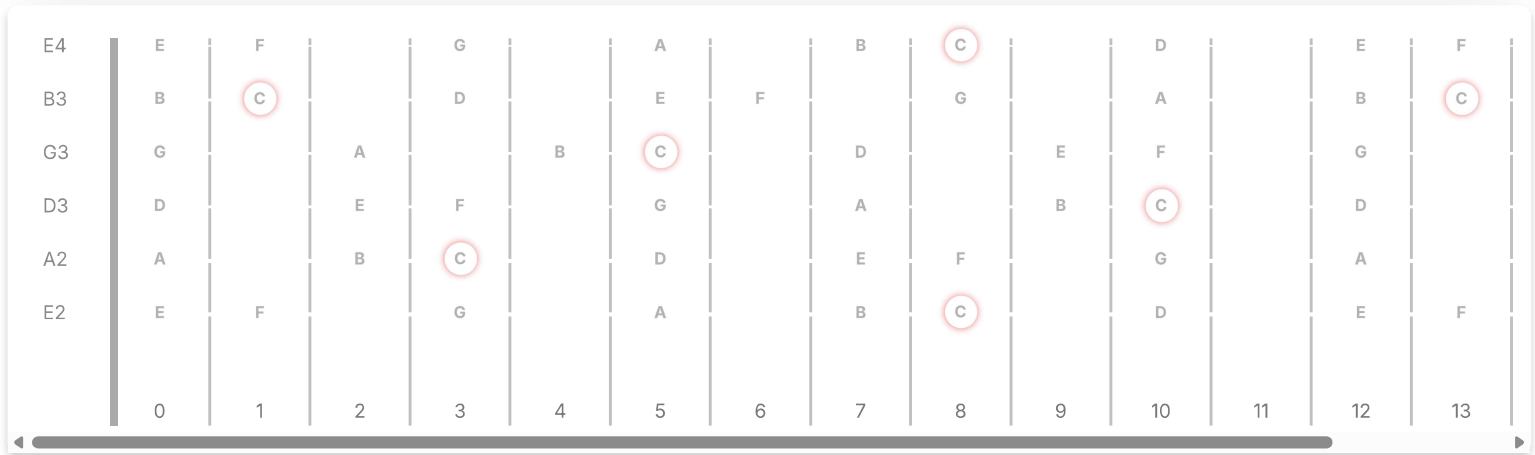 E4 E F G A B C D E F
B3 B C D E F G A B C
G3 G A B C D E F G
D3 D E F G A B C D
A2 A B C D E F G A
E2 E F G A B C D E F
0 1 2 3 4 5 6 7 8 9 10 11 12 13